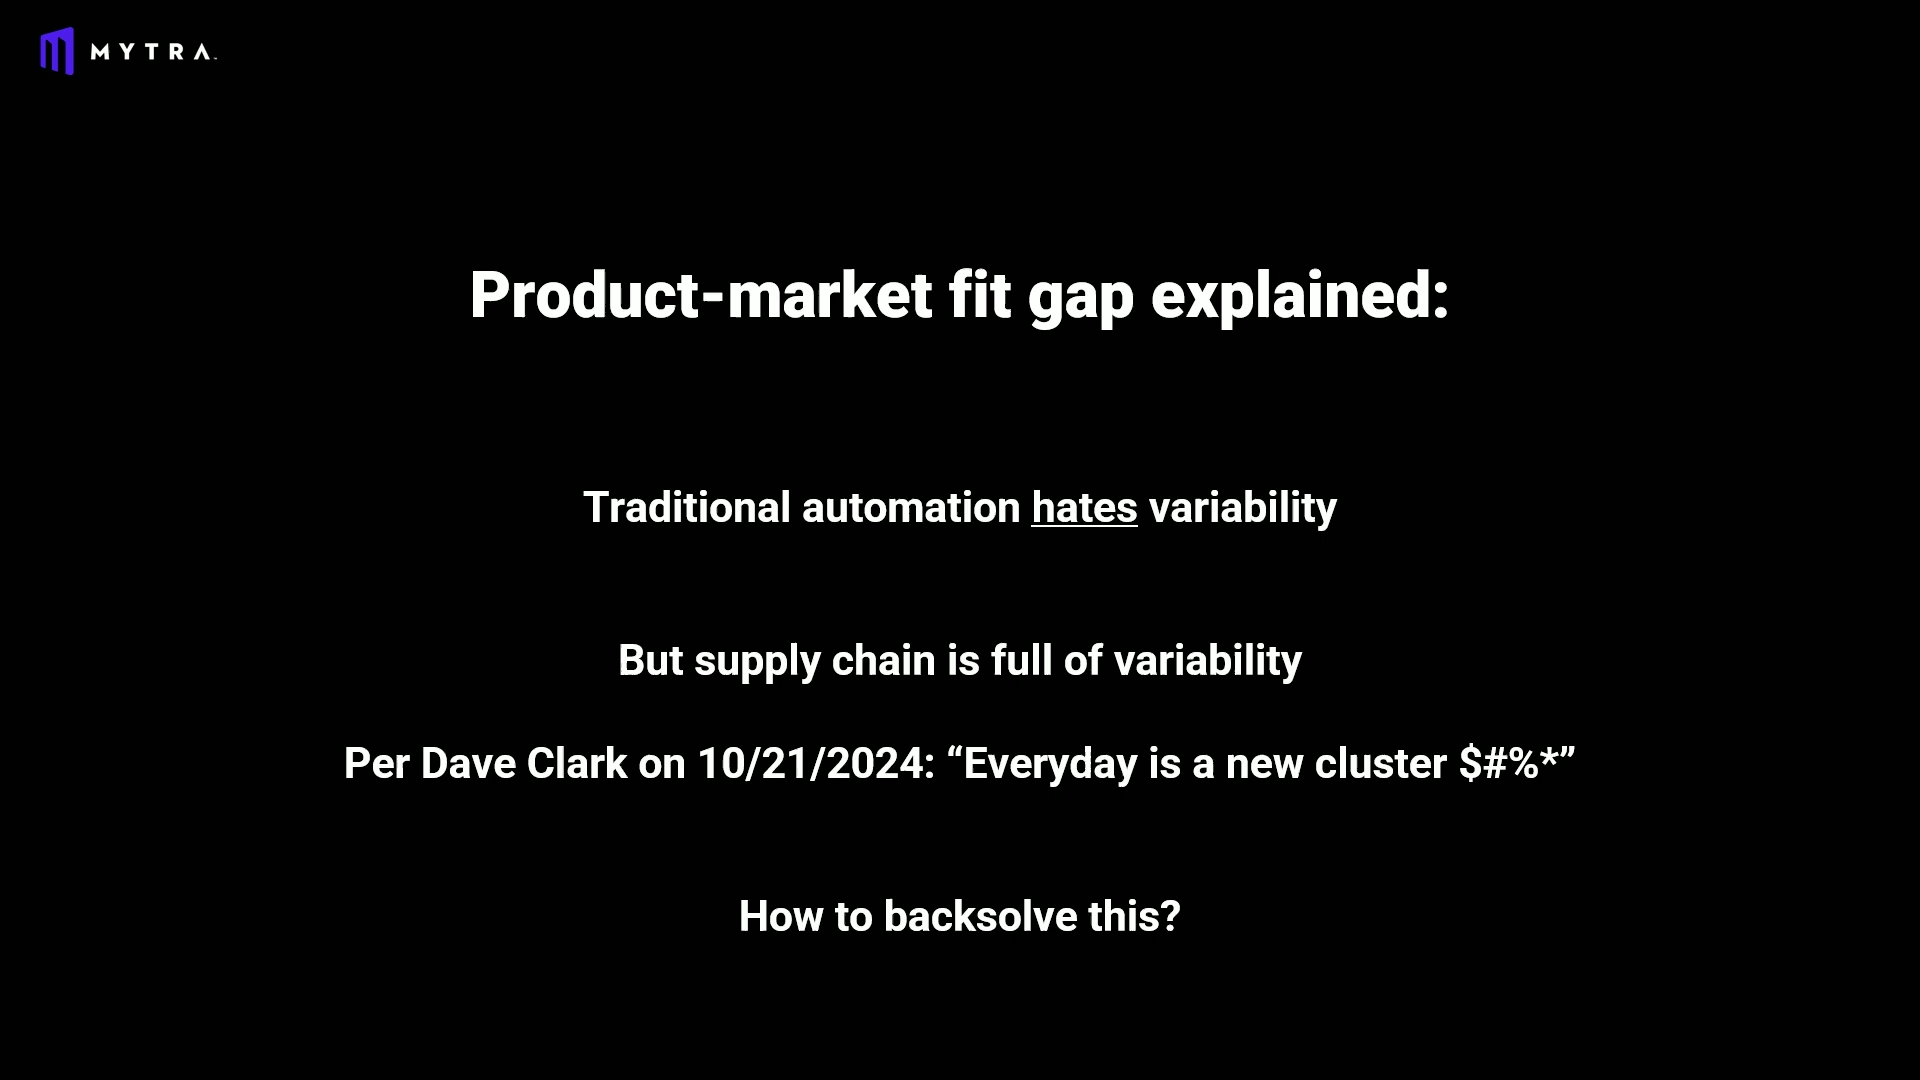 MYTRA
Product-market fit gap explained:
Traditional automation hates variability
But supply chain is full of variability
Per Dave Clark on 10/21/2024: “Everyday is a new cluster $#%*”
How to backsolve this?